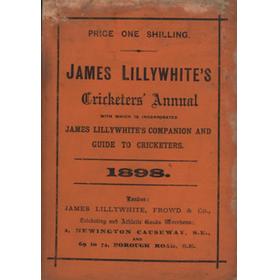 PRICE ONE SHILLING.
JAMES LILLYWHITE'S
Cricketers' Annual
WITH WHICH IS INCORPORATED
JAMES LILLYWHITE'S COMPANION AND
GUIDE TO CRICKETERS.
1898.
London:
JAMES LILLYWHITE, FROWD & Co.,
Cricketing and Athletic Goods Warehouse:
2, NEWINGTON CAUSEWAY, S.E.,
AND
69 to 74, BOROUGH ROAD, S.E.